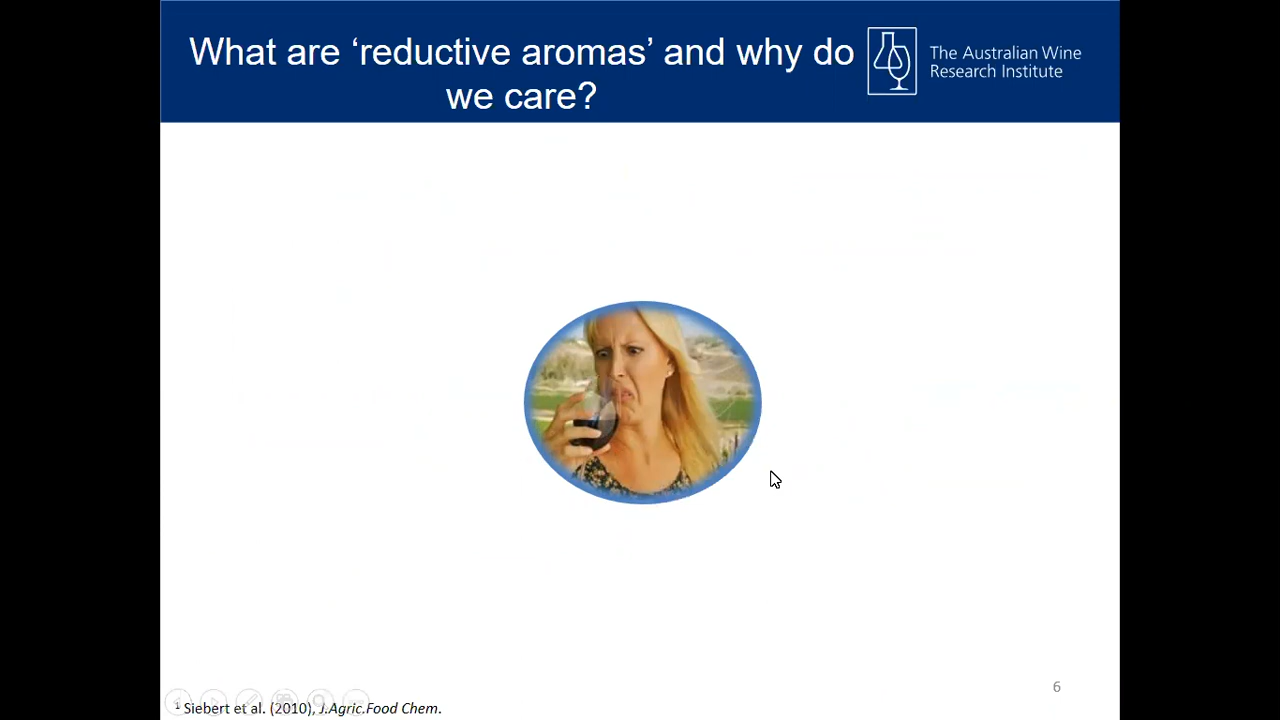 What are ‘reductive aromas’ and why do
we care?
The Australian Wine
Research Institute
6
¹ Siebert et al. (2010), J.Agric.Food Chem.